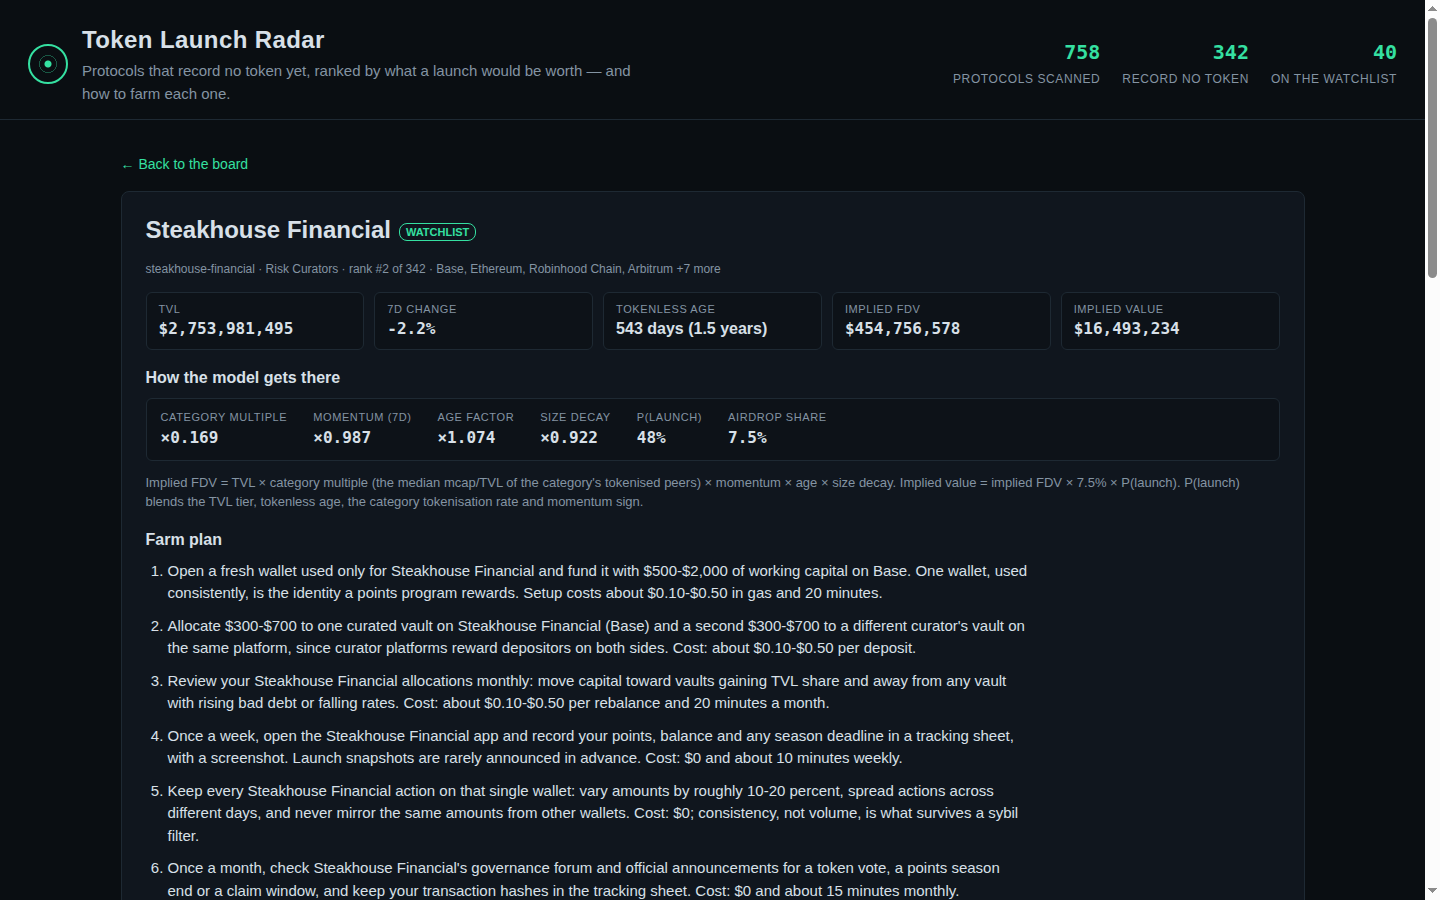 Token Launch Radar
Protocols that record no token yet, ranked by what a launch would be worth — and
how to farm each one.
758
PROTOCOLS SCANNED
342
RECORD NO TOKEN
40
ON THE WATCHLIST
← Back to the board
Steakhouse Financial WATCHLIST
steakhouse-financial · Risk Curators · rank #2 of 342 · Base, Ethereum, Robinhood Chain, Arbitrum +7 more
TVL
$2,753,981,495
7D CHANGE
-2.2%
TOKENLESS AGE
543 days (1.5 years)
IMPLIED FDV
$454,756,578
IMPLIED VALUE
$16,493,234
How the model gets there
CATEGORY MULTIPLE
×0.169
MOMENTUM (7D)
×0.987
AGE FACTOR
×1.074
SIZE DECAY
×0.922
P(LAUNCH)
48%
AIRDROP SHARE
7.5%
Implied FDV = TVL × category multiple (the median mcap/TVL of the category's tokenised peers) × momentum × age × size decay. Implied value = implied FDV × 7.5% × P(launch). P(launch)
blends the TVL tier, tokenless age, the category tokenisation rate and momentum sign.
Farm plan
1. Open a fresh wallet used only for Steakhouse Financial and fund it with $500-$2,000 of working capital on Base. One wallet, used
consistently, is the identity a points program rewards. Setup costs about $0.10-$0.50 in gas and 20 minutes.
2. Allocate $300-$700 to one curated vault on Steakhouse Financial (Base) and a second $300-$700 to a different curator's vault on
the same platform, since curator platforms reward depositors on both sides. Cost: about $0.10-$0.50 per deposit.
3. Review your Steakhouse Financial allocations monthly: move capital toward vaults gaining TVL share and away from any vault
with rising bad debt or falling rates. Cost: about $0.10-$0.50 per rebalance and 20 minutes a month.
4. Once a week, open the Steakhouse Financial app and record your points, balance and any season deadline in a tracking sheet,
with a screenshot. Launch snapshots are rarely announced in advance. Cost: $0 and about 10 minutes weekly.
5. Keep every Steakhouse Financial action on that single wallet: vary amounts by roughly 10-20 percent, spread actions across
different days, and never mirror the same amounts from other wallets. Cost: $0; consistency, not volume, is what survives a sybil
filter.
6. Once a month, check Steakhouse Financial's governance forum and official announcements for a token vote, a points season
end or a claim window, and keep your transaction hashes in the tracking sheet. Cost: $0 and about 15 minutes monthly.